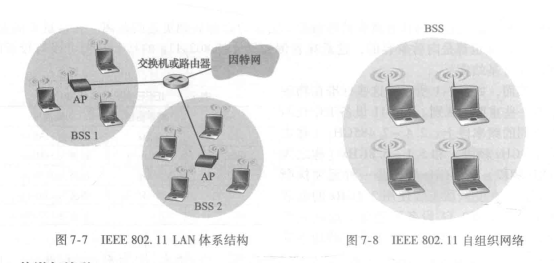 BSS
交换机或路由器
因特网
AP
BSS 1
AP
BSS 2
图 7-7 IEEE 802. 11 LAN 体系结构
图 7-8 IEEE 802. 11 自组织网络